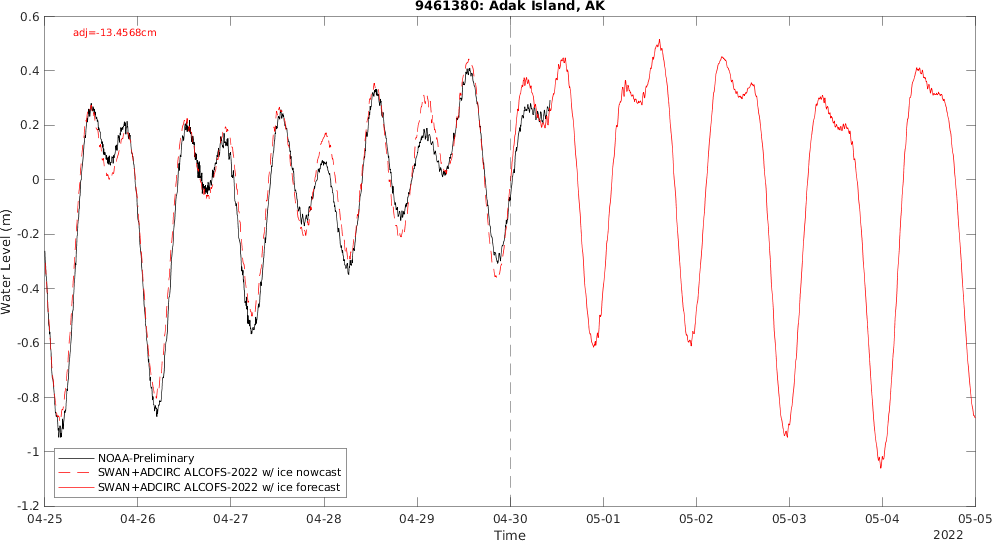 9461380: Adak Island, AK
adj=-13.4568cm
0.6
0.4
0.2
0
-0.2
-0.4
-0.6
-0.8
-1
-1.2
Water Level (m)
NOAA-Preliminary
SWAN+ADCIRC ALCOFS-2022 w/ ice nowcast
SWAN+ADCIRC ALCOFS-2022 w/ ice forecast
04-25 04-26 04-27 04-28 04-29 04-30 05-01 05-02 05-03 05-04 05-05
Time
2022